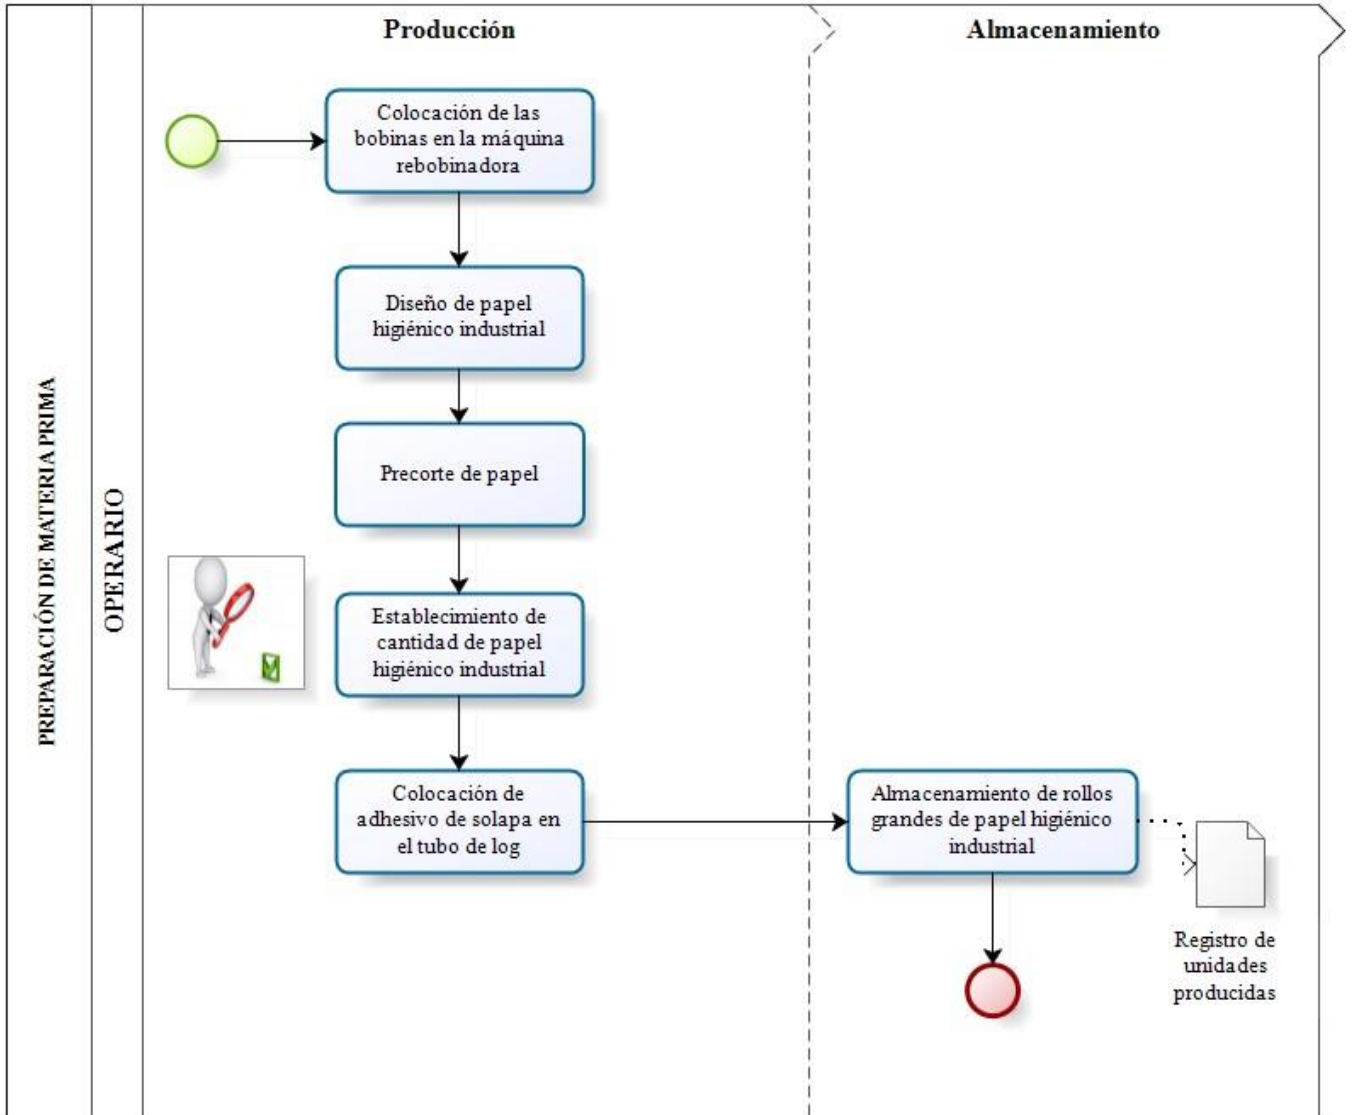 Producción
Almacenamiento
PREPARACIÓN DE MATERIA PRIMA
OPERARIO
Colocación de las
bobinas en la máquina
rebobinadora
Diseño de papel
higiénico industrial
Precorte de papel
Establecimiento de
cantidad de papel
higiénico industrial
Colocación de
adhesivo de solapa en
el tubo de log
Almacenamiento de rollos
grandes de papel higiénico
industrial
Registro de
unidades
producidas